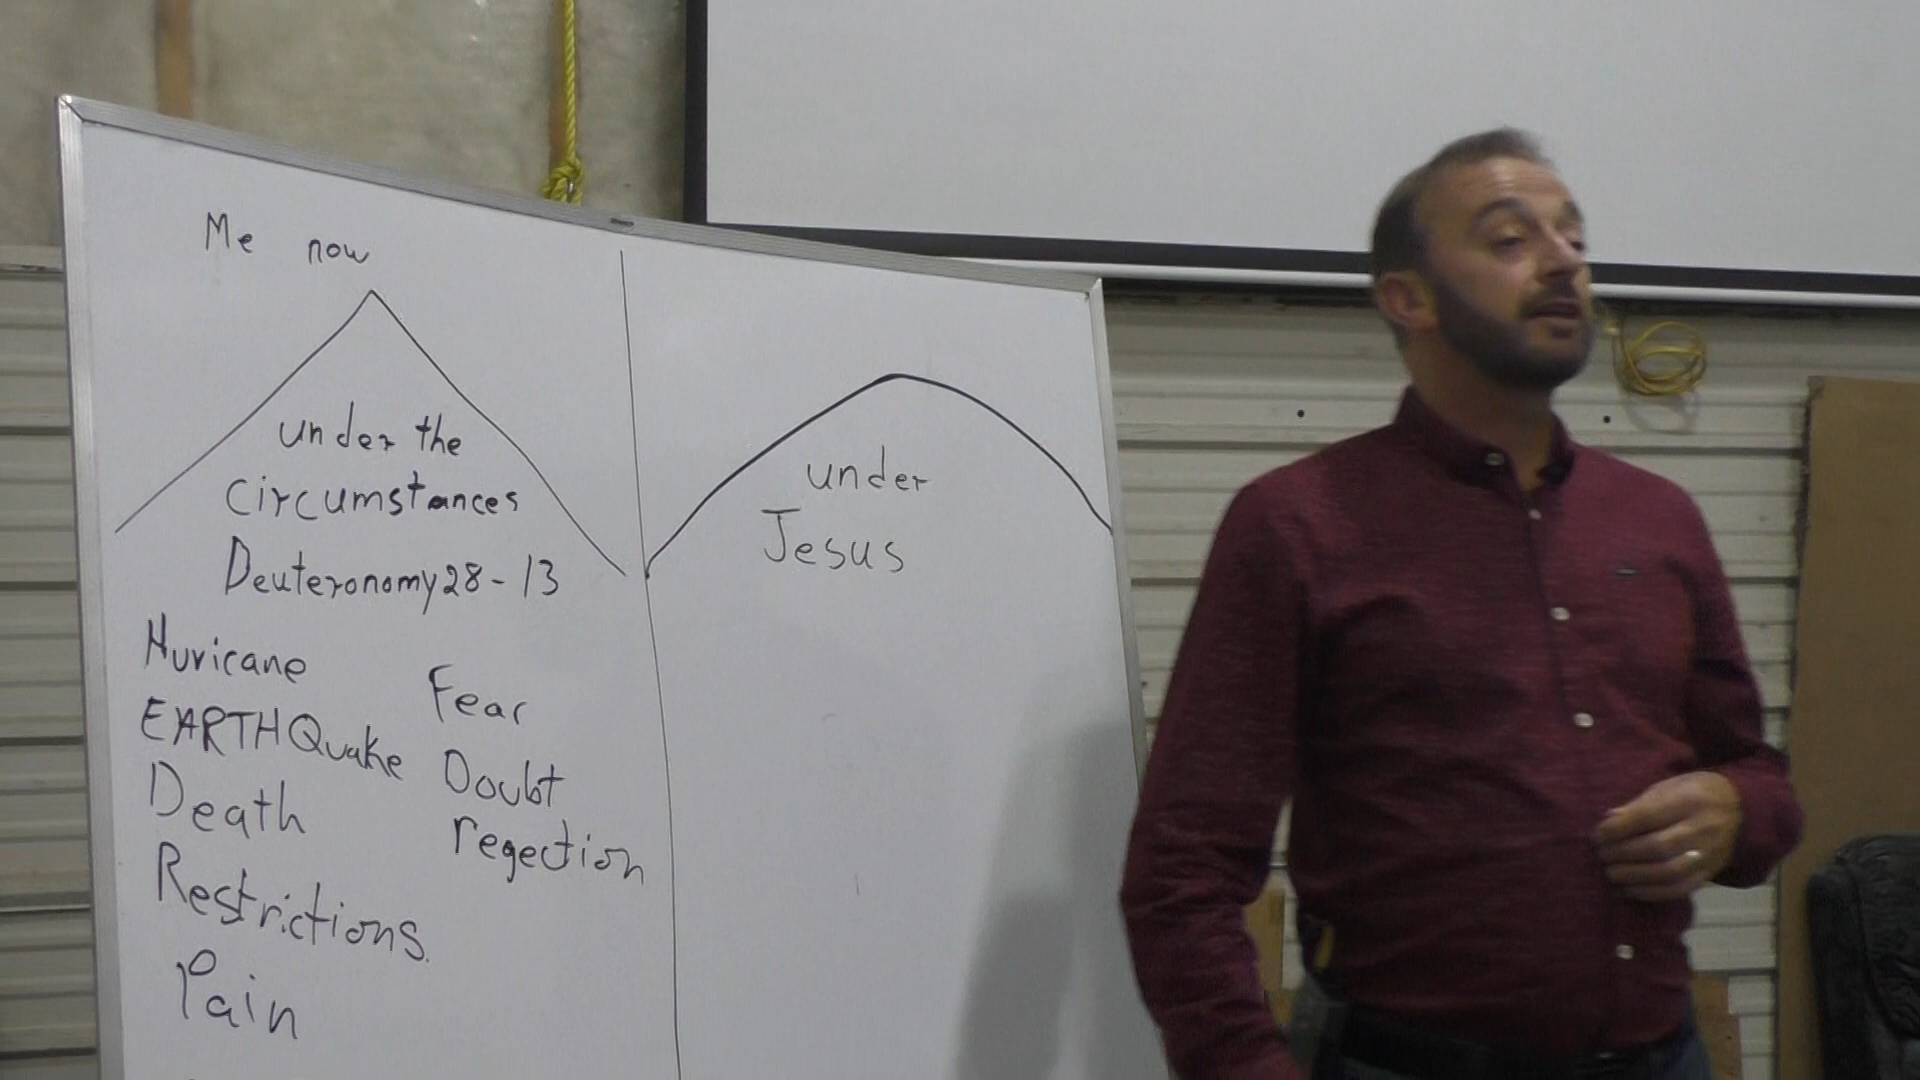 Me now
under the
circumstances
Deuteronomy 28-13
Huricane
EARTHQuake
Death
Restrictions.
Pain
Fear
Doubt
regection
under
Jesus